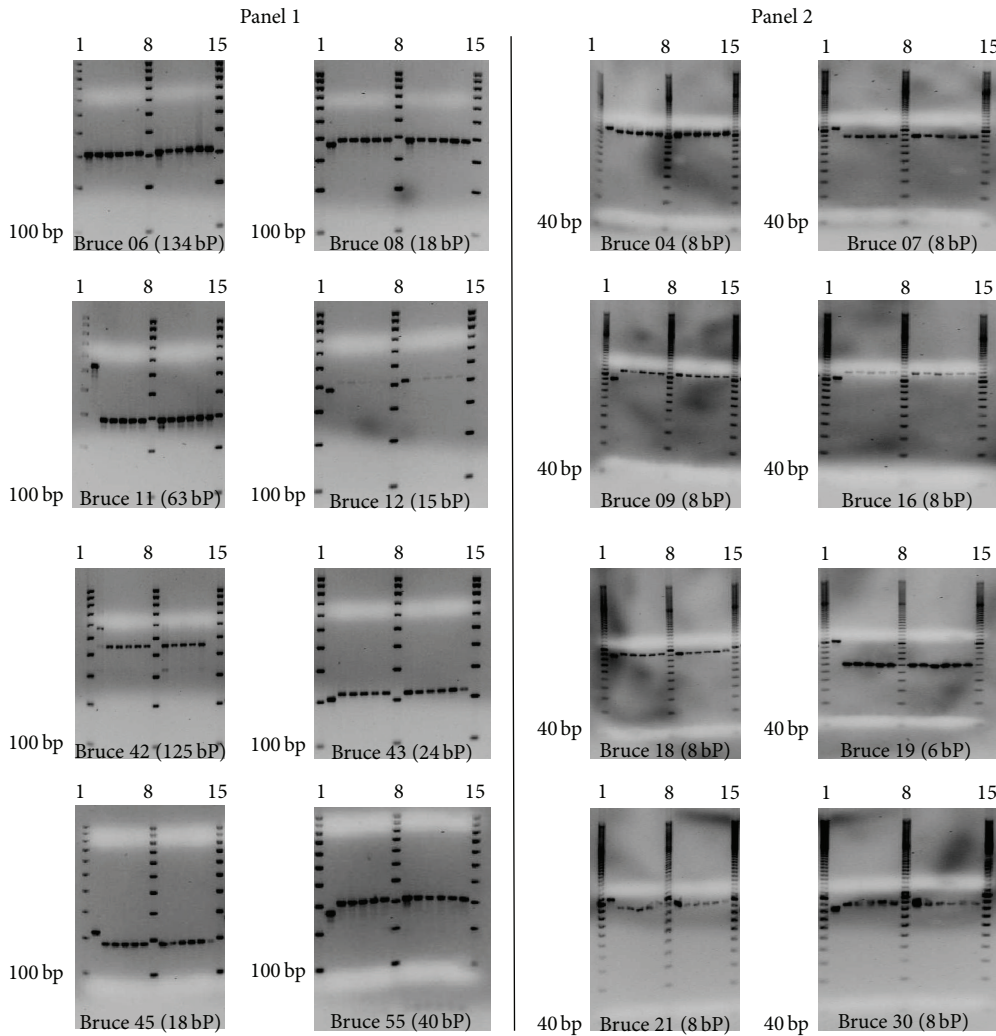 Panel 1
Panel 2
1 8 15
1 8 15
1 8 15
1 8 15
100 bp
Bruce 06 (134 bP)
100 bp
Bruce 08 (18 bP)
40 bp
Bruce 04 (8 bP)
40 bp
Bruce 07 (8 bP)
1 8 15
1 8 15
1 8 15
1 8 15
100 bp
Bruce 11 (63 bP)
100 bp
Bruce 12 (15 bP)
40 bp
Bruce 09 (8 bP)
40 bp
Bruce 16 (8 bP)
1 8 15
1 8 15
1 8 15
1 8 15
100 bp
Bruce 42 (125 bP)
100 bp
Bruce 43 (24 bP)
40 bp
Bruce 18 (8 bP)
40 bp
Bruce 19 (6 bP)
1 8 15
1 8 15
1 8 15
1 8 15
100 bp
Bruce 45 (18 bP)
100 bp
Bruce 55 (40 bP)
40 bp
Bruce 21 (8 bP)
40 bp
Bruce 30 (8 bP)